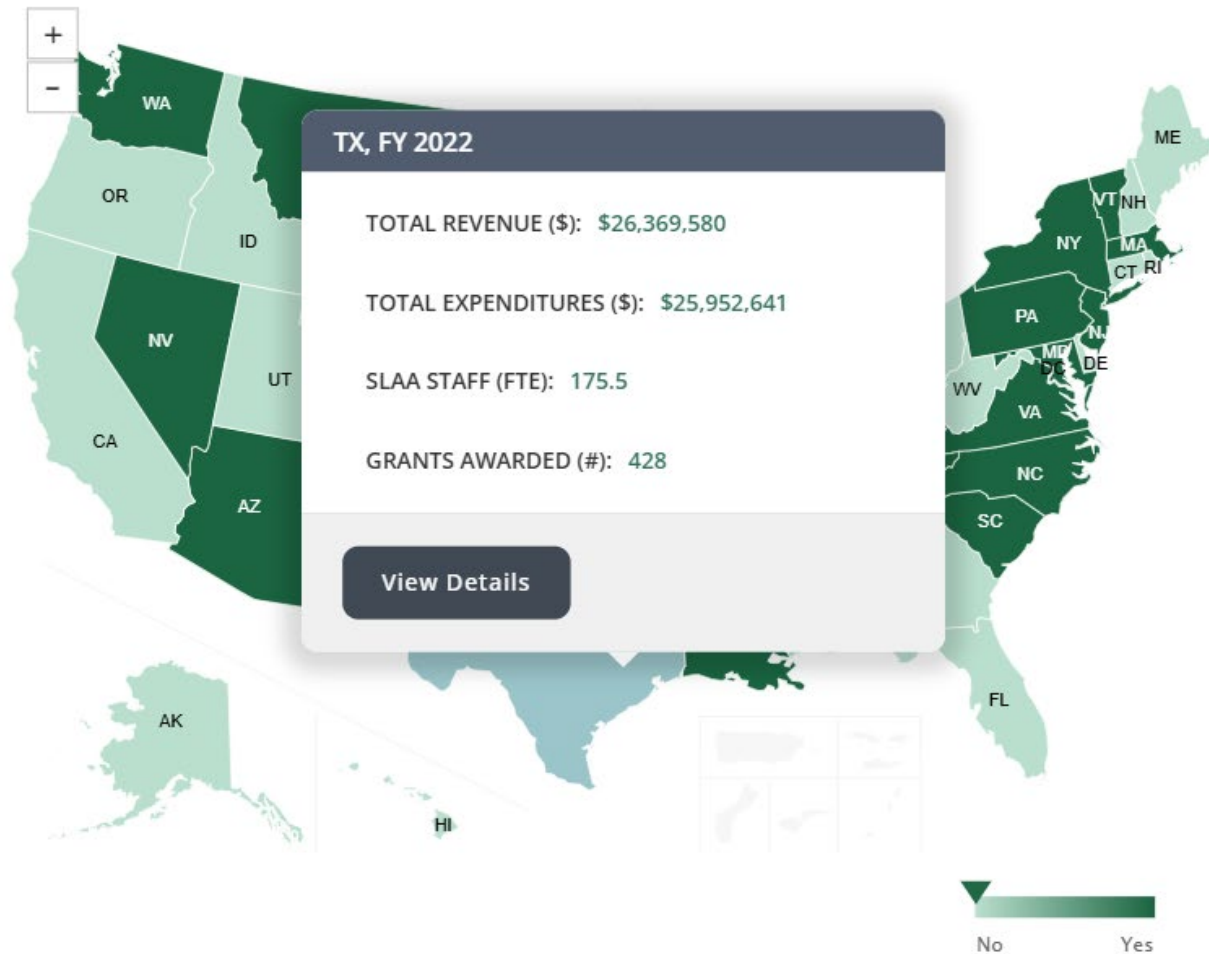 +
−
WA
OR
ID
NV
UT
CA
AZ
TX, FY 2022
TOTAL REVENUE ($): $26,369,580
TOTAL EXPENDITURES ($): $25,952,641
SLAA STAFF (FTE): 175.5
GRANTS AWARDED (#): 428
View Details
ME
VT
NH
NY
MA
CT
RI
PA
NJ
MD
DC
DE
WV
VA
NC
SC
FL
AK
HI
No
Yes